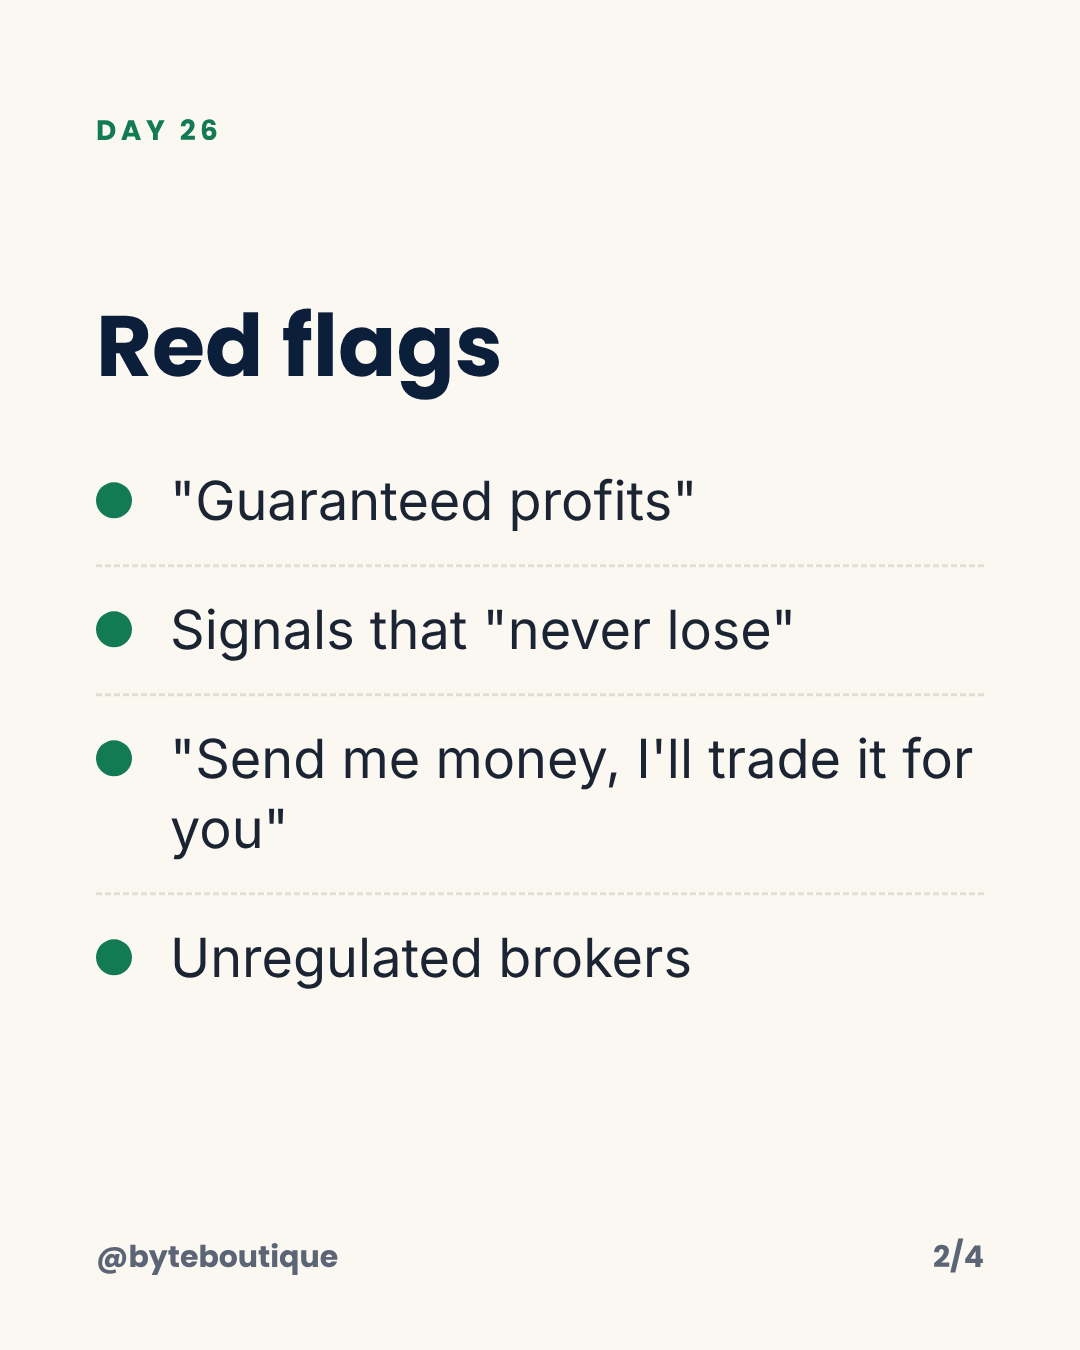 DAY 26
Red flags
"Guaranteed profits"
Signals that "never lose"
"Send me money, I'll trade it for
you"
Unregulated brokers
@byteboutique
2/4